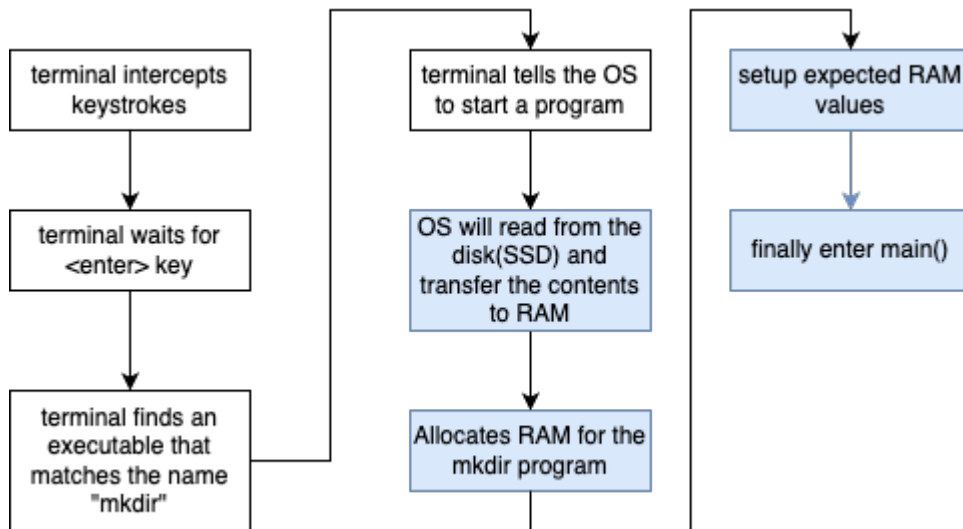 terminal intercepts
keystrokes
terminal waits for
<enter> key
terminal finds an
executable that
matches the name
"mkdir"
terminal tells the OS
to start a program
OS will read from the
disk(SSD) and
transfer the contents
to RAM
Allocates RAM for the
mkdir program
setup expected RAM
values
finally enter main()